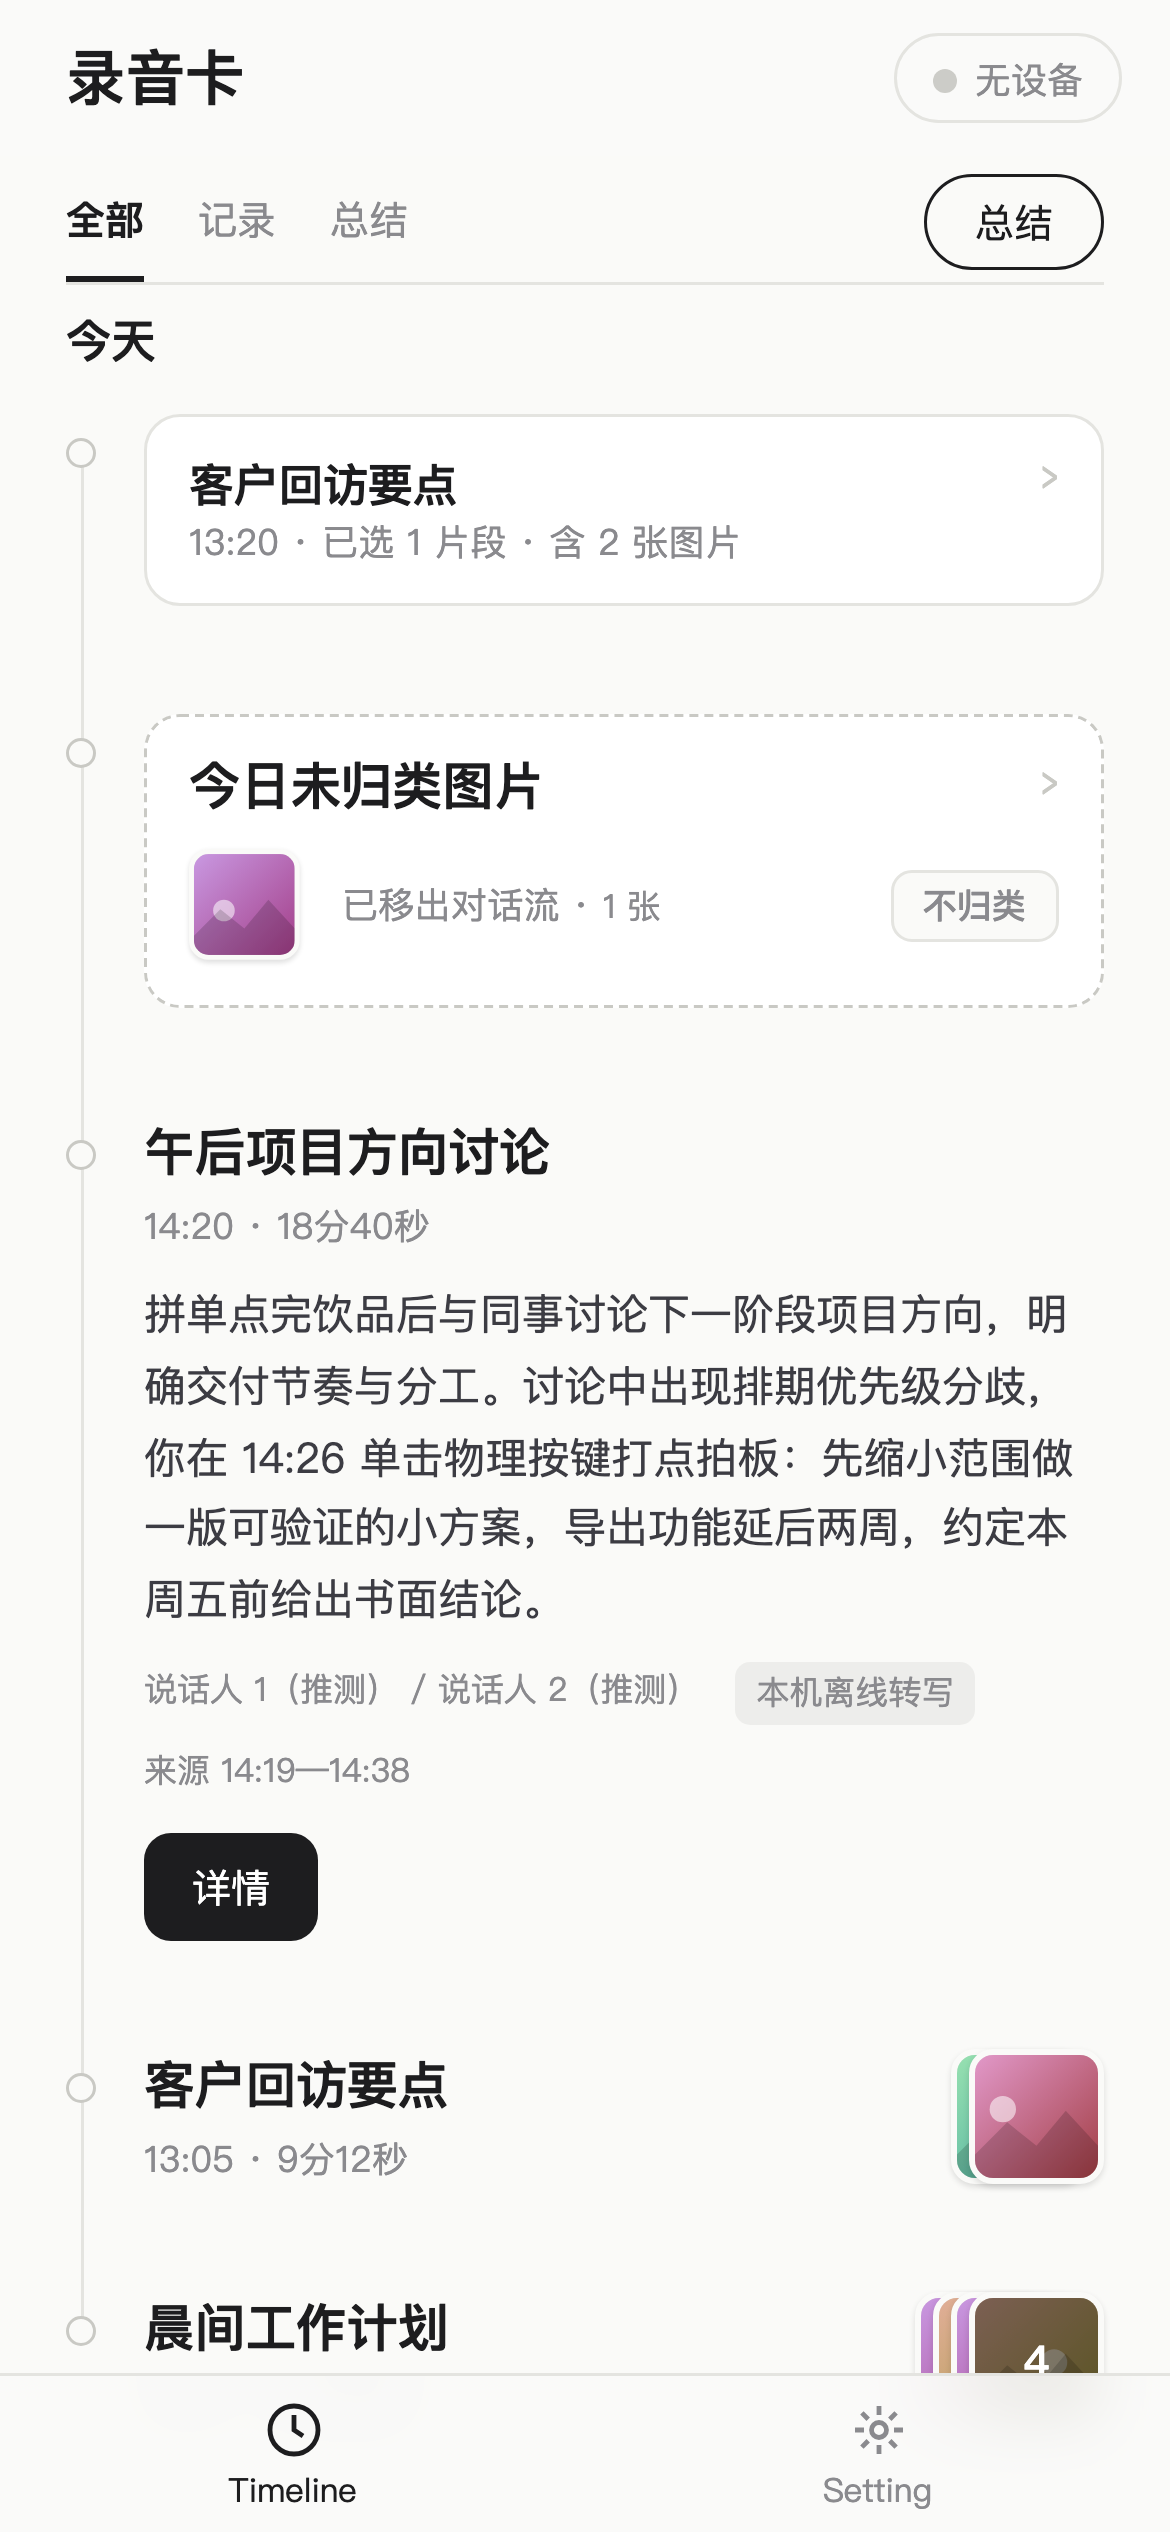 录音卡
无设备
全部 记录 总结
总结
今天
客户回访要点
13:20 · 已选 1 片段 · 含 2 张图片
今日未归类图片
已移出对话流 · 1 张
不归类
午后项目方向讨论
14:20 · 18分40秒
拼单点完饮品后与同事讨论下一阶段项目方向，明
确交付节奏与分工。讨论中出现排期优先级分歧，
你在 14:26 单击物理按键打点拍板：先缩小范围做
一版可验证的小方案，导出功能延后两周，约定本
周五前给出书面结论。
说话人 1（推测） / 说话人 2（推测） 本机离线转写
来源 14:19—14:38
详情
客户回访要点
13:05 · 9分12秒
晨间工作计划
4
Timeline
Setting